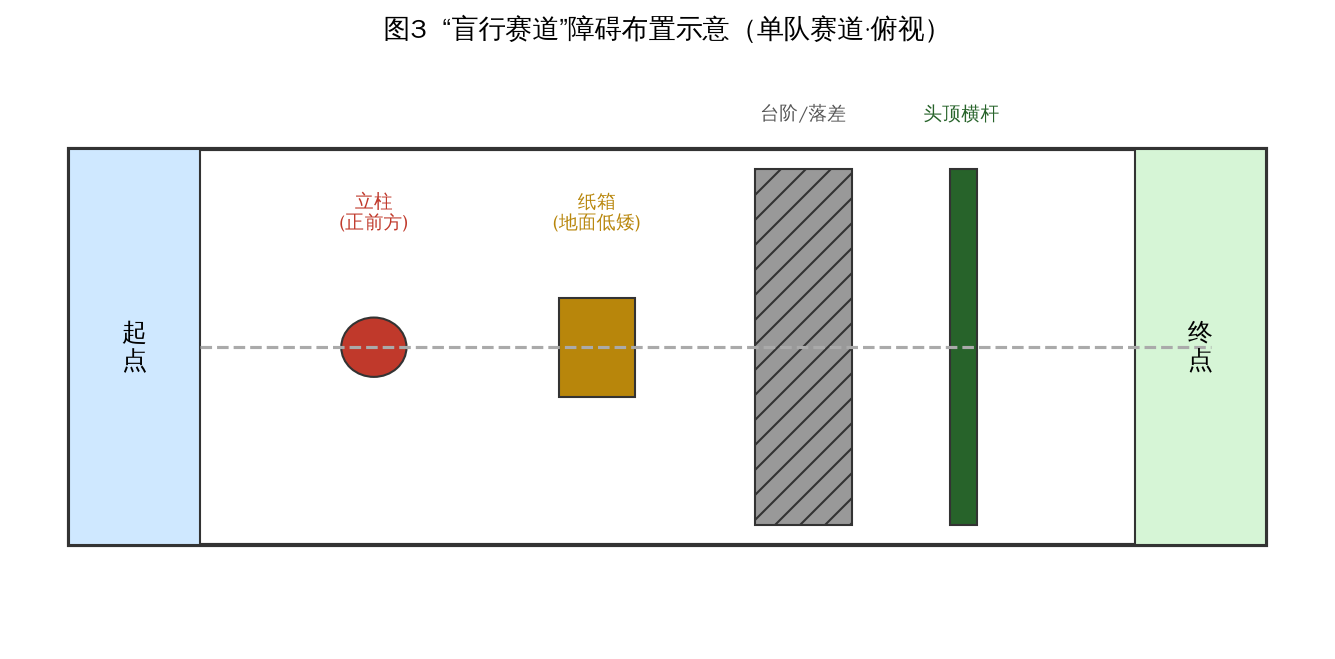 图3 “盲行赛道”障碍布置示意（单队赛道·俯视）
台阶/落差
头顶横杆
立柱
(正前方)
纸箱
(地面低矮)
起
点
终
点